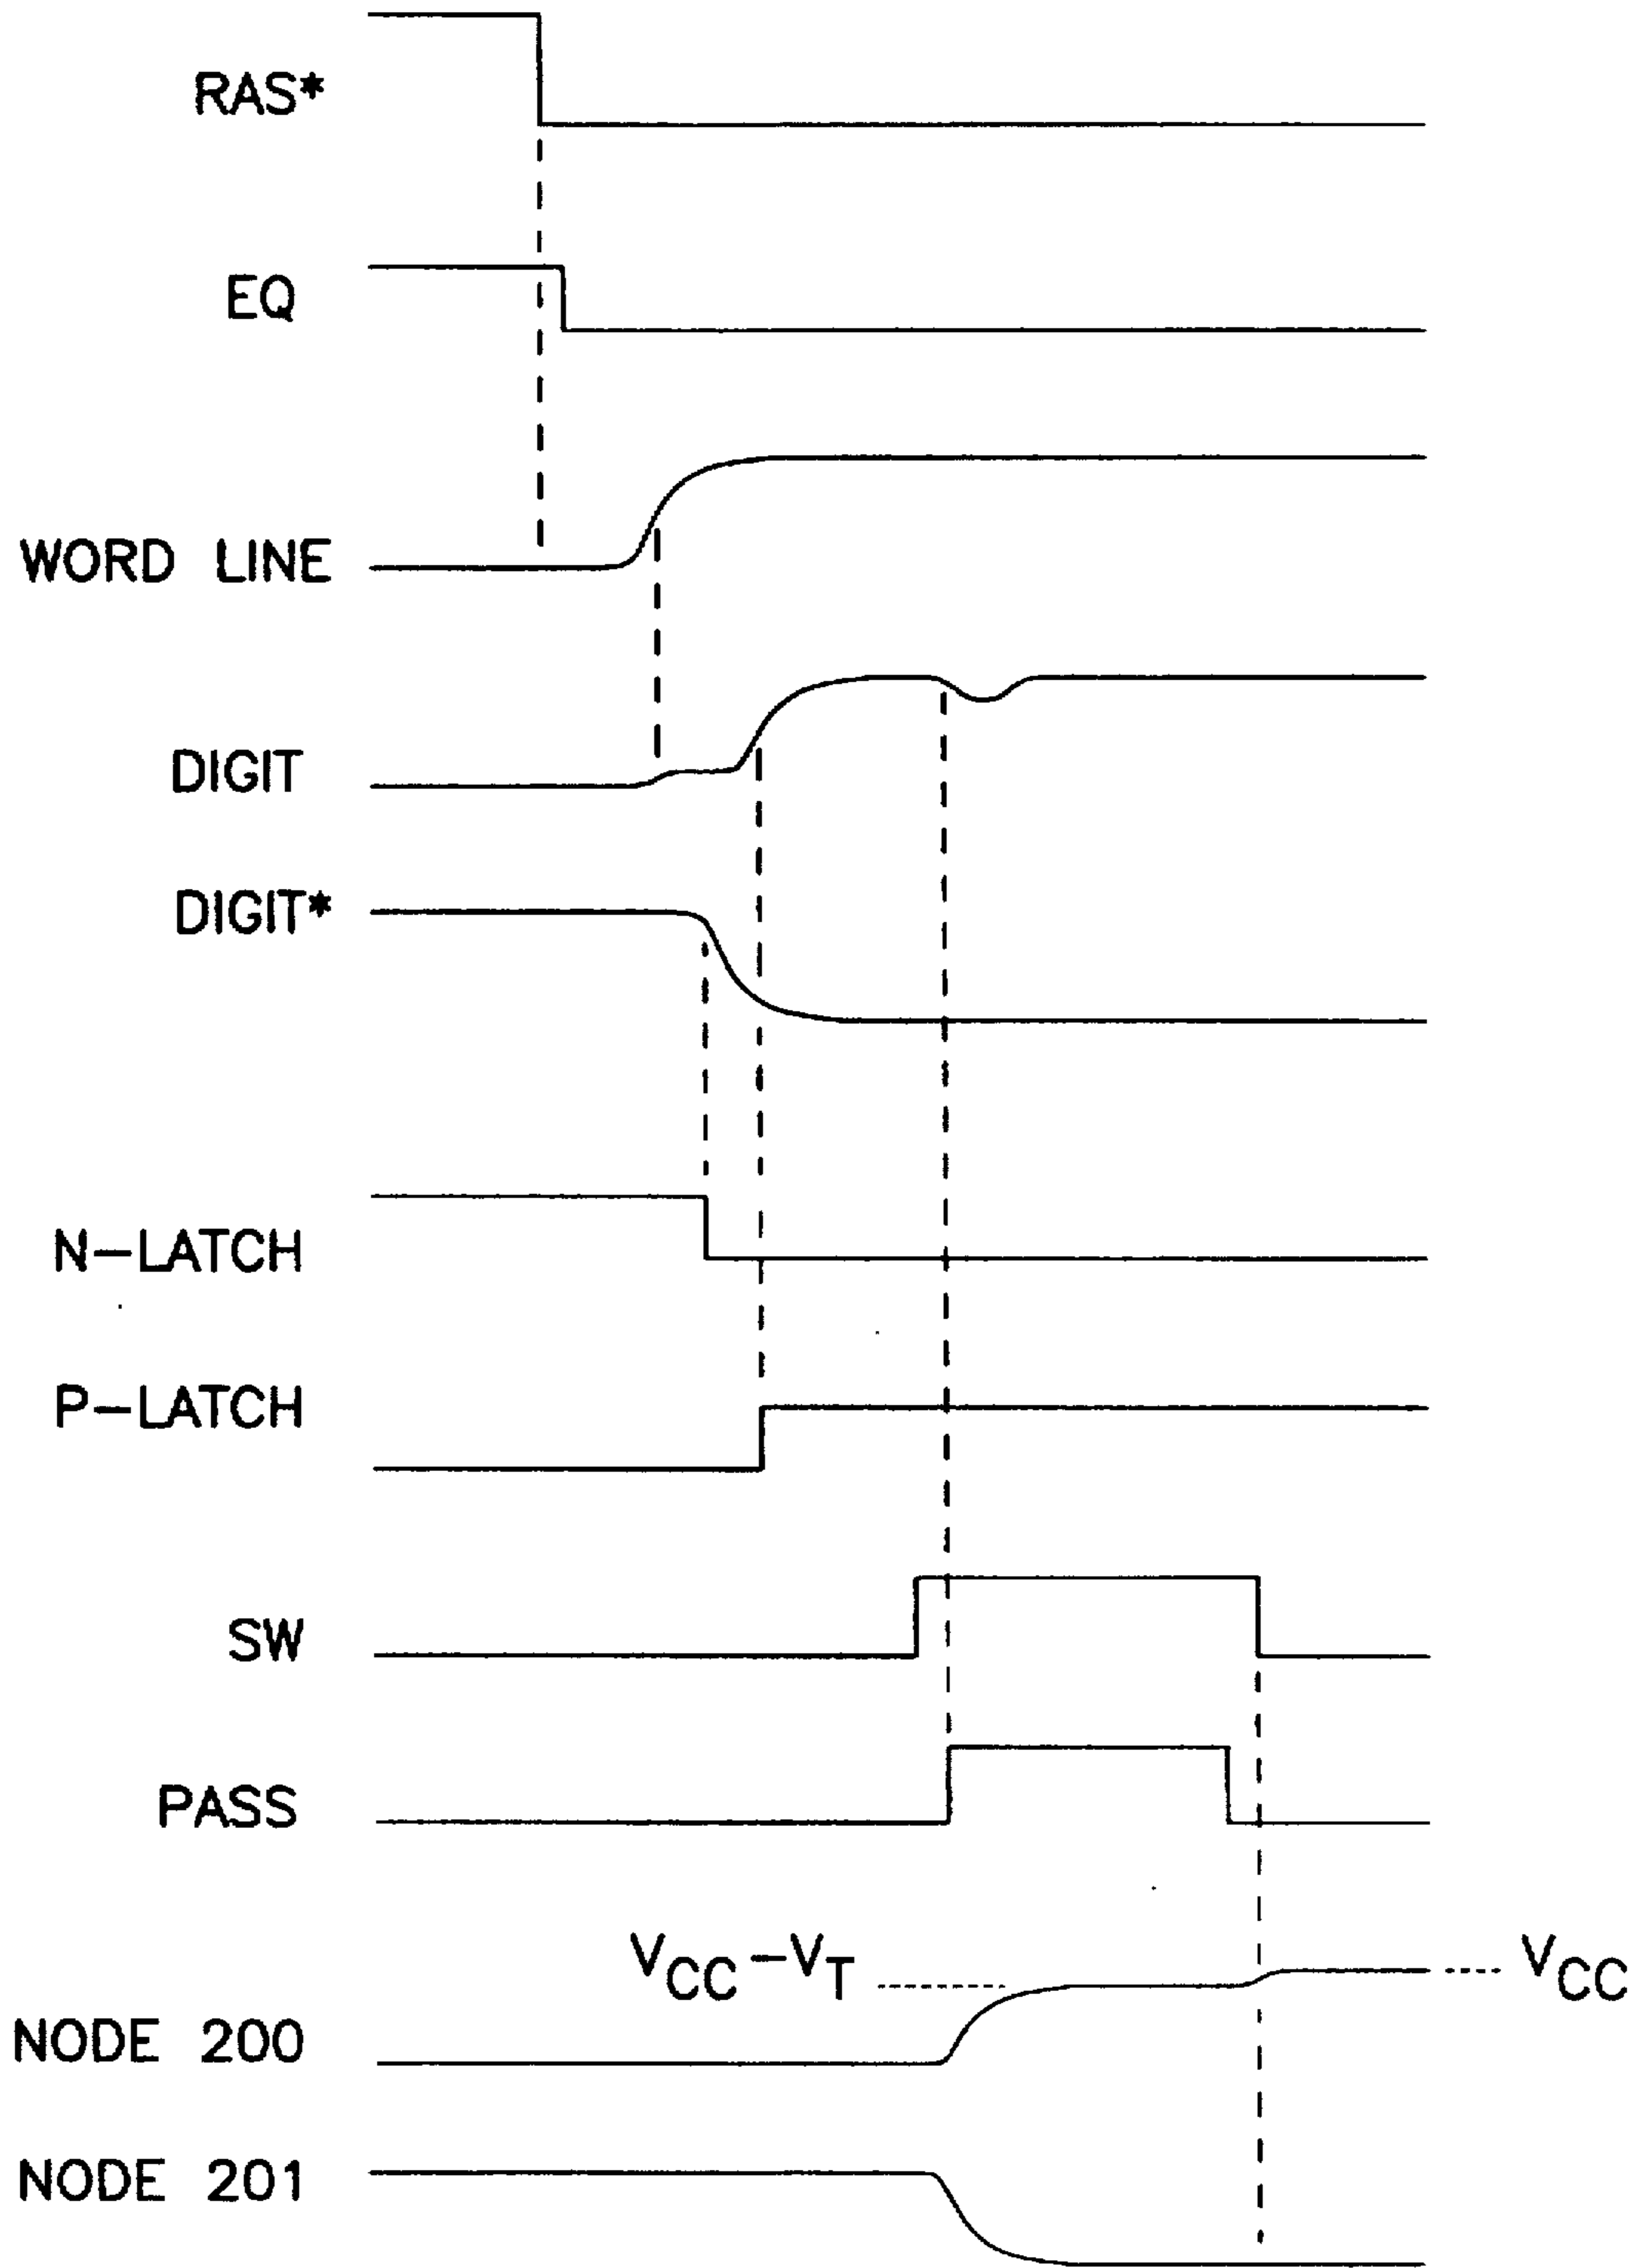 RAS*
EQ
WORD LINE
DIGIT
DIGIT*
N-LATCH
P-LATCH
SW
PASS
VCC-VT
VCC
NODE 200
NODE 201